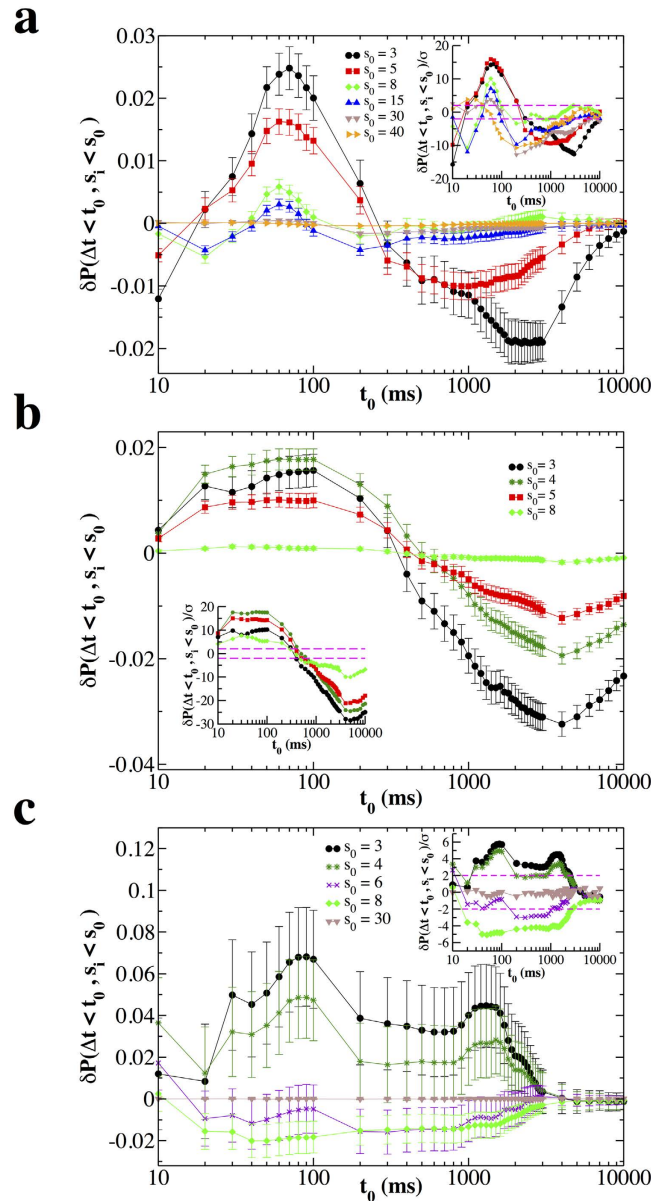 a
0.03
0.02
0.01
0
-0.01
-0.02
δP(Δt < t₀ , sᵢ < s₀)
s₀ = 3
s₀ = 5
s₀ = 8
s₀ = 15
s₀ = 30
s₀ = 40
δP(Δt < t₀ , sᵢ < s₀)/σ
20
15
10
5
0
-5
-10
-15
-20
10 100 1000 10000
t₀ (ms)
10 100 1000 10000
t₀ (ms)
b
0.02
0
-0.02
-0.04
δP(Δt < t₀ , sᵢ < s₀)
s₀ = 3
s₀ = 4
s₀ = 5
s₀ = 8
δP(Δt < t₀ , sᵢ < s₀)/σ
20
10
0
-10
-20
-30
10 100 1000 10000
t₀ (ms)
10 100 1000 10000
t₀ (ms)
c
0.12
0.1
0.08
0.06
0.04
0.02
0
-0.02
δP(Δt < t₀ , sᵢ < s₀)
s₀ = 3
s₀ = 4
s₀ = 6
s₀ = 8
s₀ = 30
δP(Δt < t₀ , sᵢ < s₀)/σ
6
4
2
0
-2
-4
-6
10 100 1000 10000
t₀ (ms)
10 100 1000 10000
t₀ (ms)